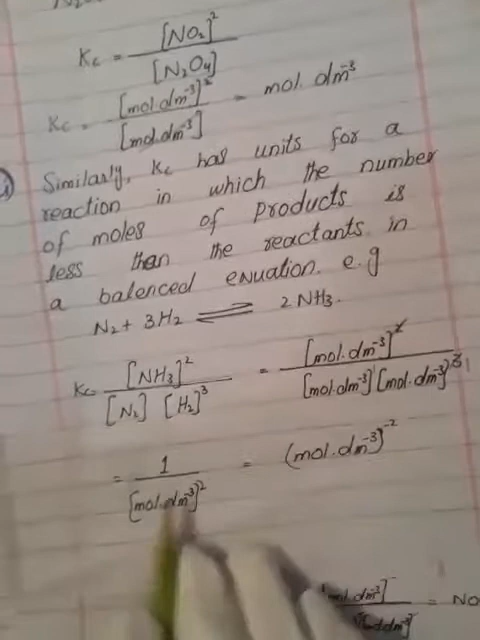 Kc = [NO₂]² / [N₂O₄]
Kc = [mol.dm⁻³]² / [mol.dm⁻³] = mol. dm⁻³
Similarly, Kc has units for a
reaction in which the number
of moles of Products is
less than the reactants in
a balenced enuation. e.g
N₂ + 3H₂ ⇌ 2NH₃.
Kc = [NH₃]² / [N₂] [H₂]³ = [mol.dm⁻³]² / [mol.dm⁻³]¹ [mol.dm⁻³]³
= 1 / [mol.dm⁻³]² = (mol.dm⁻³)⁻²
= NO